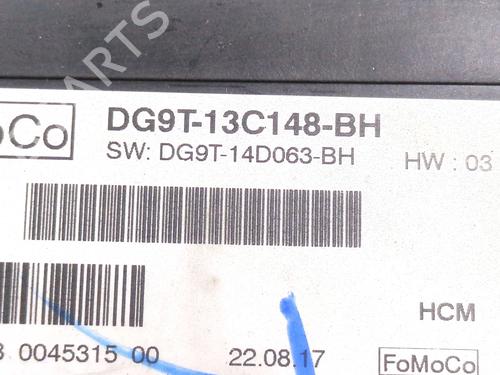 oCo
DG9T-13C148-BH
SW: DG9T-14D063-BH
HW : 03
HCM
0045315 00
22.08.17
FoMoCo